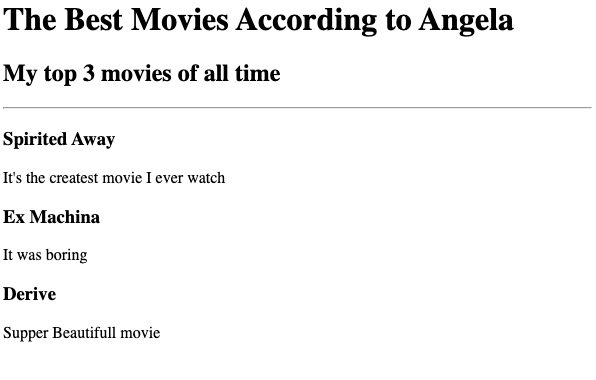 The Best Movies According to Angela
My top 3 movies of all time
Spirited Away
It's the createst movie I ever watch
Ex Machina
It was boring
Derive
Supper Beautifull movie